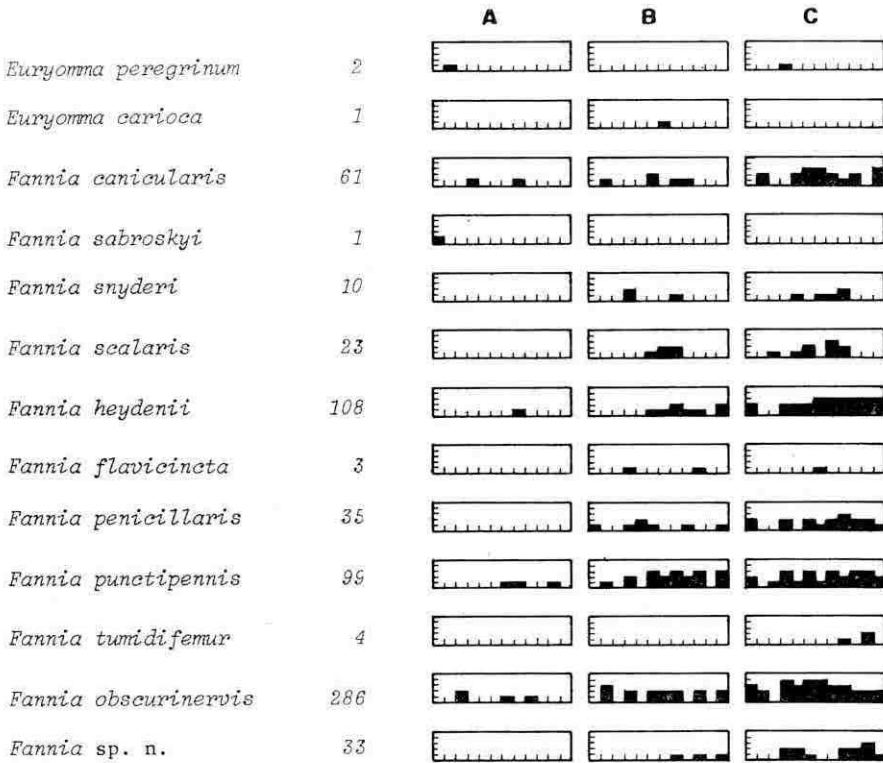 A B C
Euryomma peregrinum 2
Euryomma carioca 1
Fannia canicularis 61
Fannia sabroskyi 1
Fannia snyderi 10
Fannia scalaris 23
Fannia heydenii 108
Fannia flavicincta 3
Fannia penicillaris 35
Fannia punctipennis 99
Fannia tumidifemur 4
Fannia obscurinervis 286
Fannia sp. n. 33